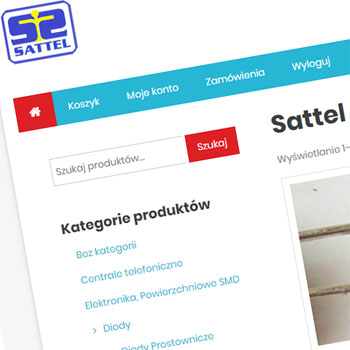 SATTEL
Koszyk Moje konto Zamówienia Wyloguj
Szukaj produktów... Szukaj
Sattel
Wyświetlanie 1–
Kategorie produktów
Bez kategorii
Centrale telefoniczne
Elektronika, Powierzchniowe SMD
> Diody
Diody Prostownicze